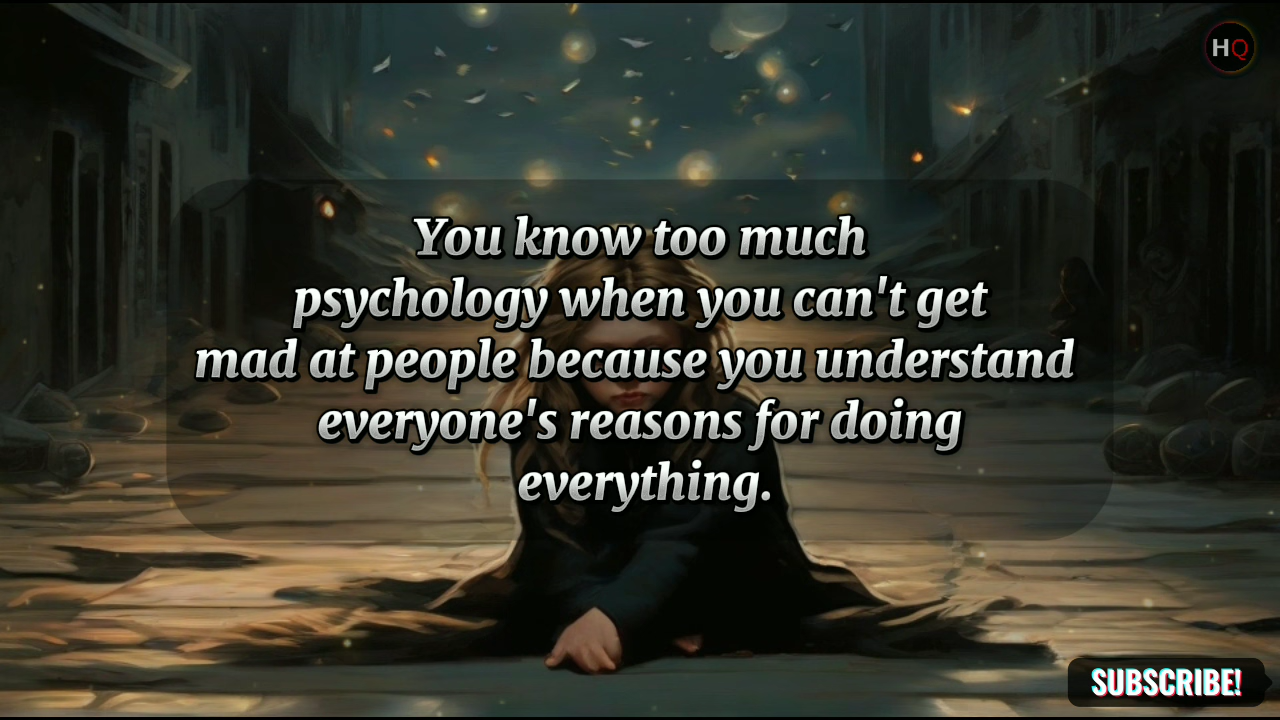 HQ
You know too much
psychology when you can't get
mad at people because you understand
everyone's reasons for doing
everything.
SUBSCRIBE!